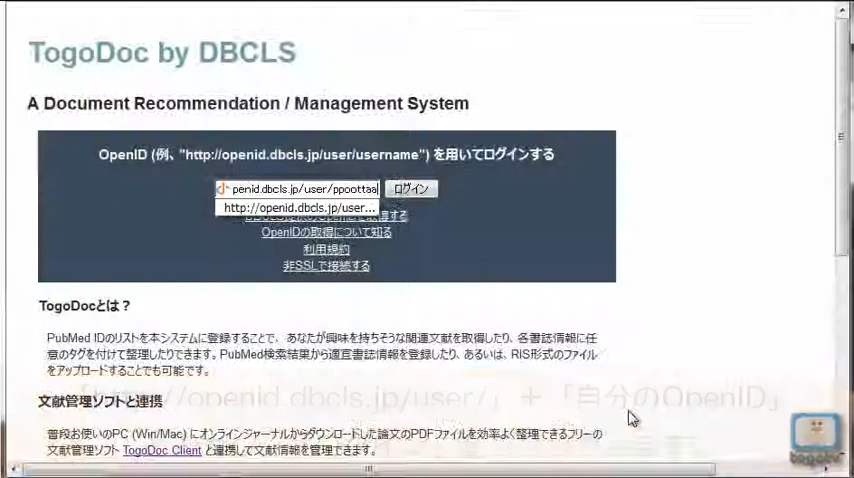 TogoDoc by DBCLS
A Document Recommendation / Management System
OpenID (例、"http://openid.dbcls.jp/user/username") を用いてログインする
penid.dbcls.jp/user/ppoottaa ログイン
http://openid.dbcls.jp/user...
得する
OpenIDの取得について知る
利用規約
非SSLで接続する
TogoDocとは？
PubMed IDのリストを本システムに登録することで、あなたが興味を持ちそうな関連文献を取得したり、各書誌情報に任
意のタグを付けて整理したりできます。PubMed検索結果から適宜書誌情報を登録したり、あるいは、RIS形式のファイル
をアップロードすることでも可能です。
「http://openid.dbcls.jp/user/」＋「自分のOpenID」
文献管理ソフトと連携
普段お使いのPC (Win/Mac) にオンラインジャーナルからダウンロードした論文のPDFファイルを効率よく整理できるフリーの
文献管理ソフト TogoDoc Client と連携して文献情報を管理できます。